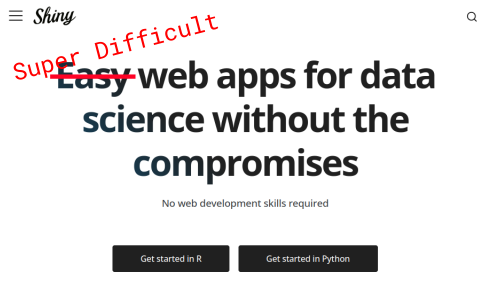 Shiny
Super Difficult
Easy web apps for data
science without the
compromises
No web development skills required
Get started in R
Get started in Python